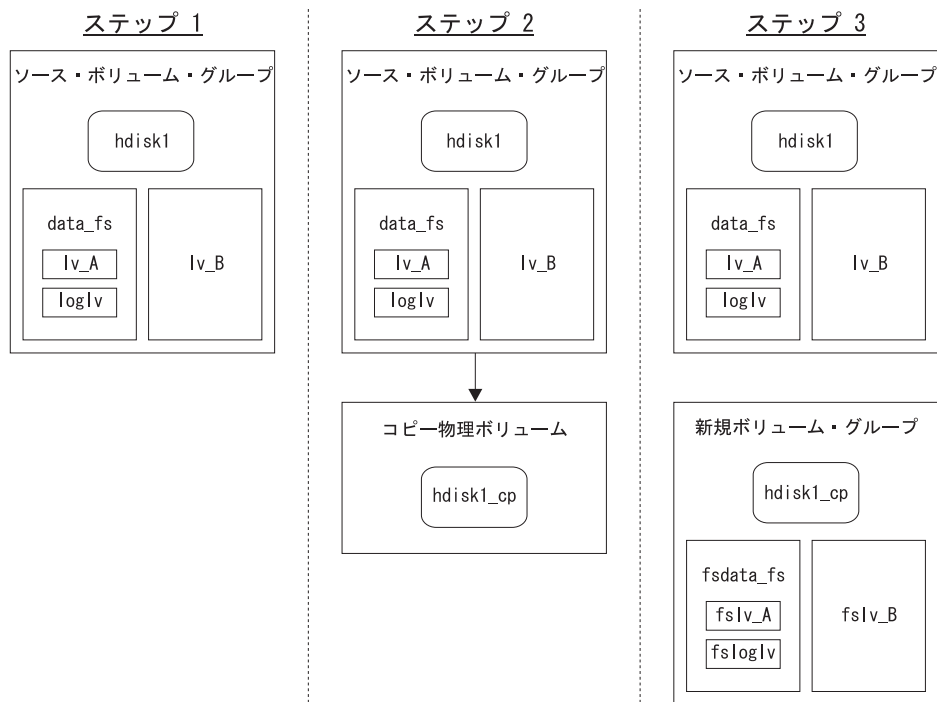 ステップ 1
ソース・ボリューム・グループ
hdisk1
data_fs
lv_A
loglv
lv_B
ステップ 2
ソース・ボリューム・グループ
hdisk1
data_fs
lv_A
loglv
lv_B
コピー物理ボリューム
hdisk1_cp
ステップ 3
ソース・ボリューム・グループ
hdisk1
data_fs
lv_A
loglv
lv_B
新規ボリューム・グループ
hdisk1_cp
fsdata_fs
fslv_A
fsloglv
fslv_B